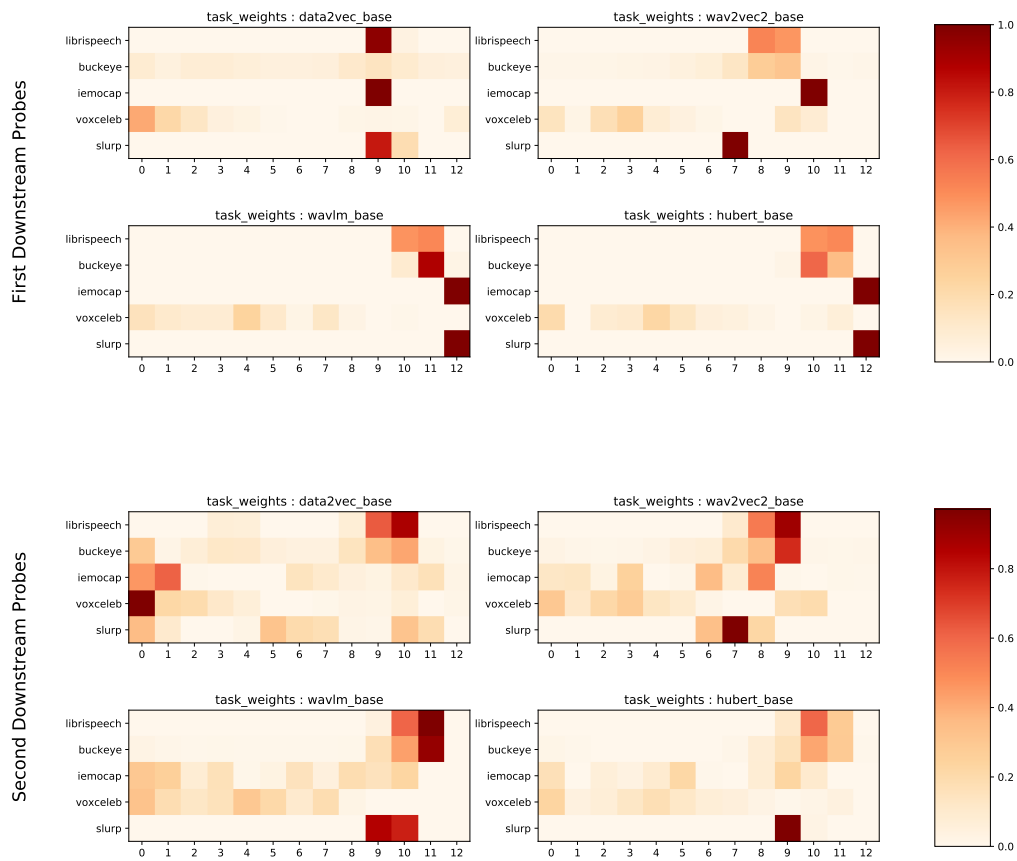 First Downstream Probes
task_weights : data2vec_base
librispeech
buckeye
iemocap
voxceleb
slurp
0 1 2 3 4 5 6 7 8 9 10 11 12
task_weights : wav2vec2_base
librispeech
buckeye
iemocap
voxceleb
slurp
0 1 2 3 4 5 6 7 8 9 10 11 12
task_weights : wavlm_base
librispeech
buckeye
iemocap
voxceleb
slurp
0 1 2 3 4 5 6 7 8 9 10 11 12
task_weights : hubert_base
librispeech
buckeye
iemocap
voxceleb
slurp
0 1 2 3 4 5 6 7 8 9 10 11 12
1.0
0.8
0.6
0.4
0.2
0.0
Second Downstream Probes
task_weights : data2vec_base
librispeech
buckeye
iemocap
voxceleb
slurp
0 1 2 3 4 5 6 7 8 9 10 11 12
task_weights : wav2vec2_base
librispeech
buckeye
iemocap
voxceleb
slurp
0 1 2 3 4 5 6 7 8 9 10 11 12
task_weights : wavlm_base
librispeech
buckeye
iemocap
voxceleb
slurp
0 1 2 3 4 5 6 7 8 9 10 11 12
task_weights : hubert_base
librispeech
buckeye
iemocap
voxceleb
slurp
0 1 2 3 4 5 6 7 8 9 10 11 12
0.8
0.6
0.4
0.2
0.0